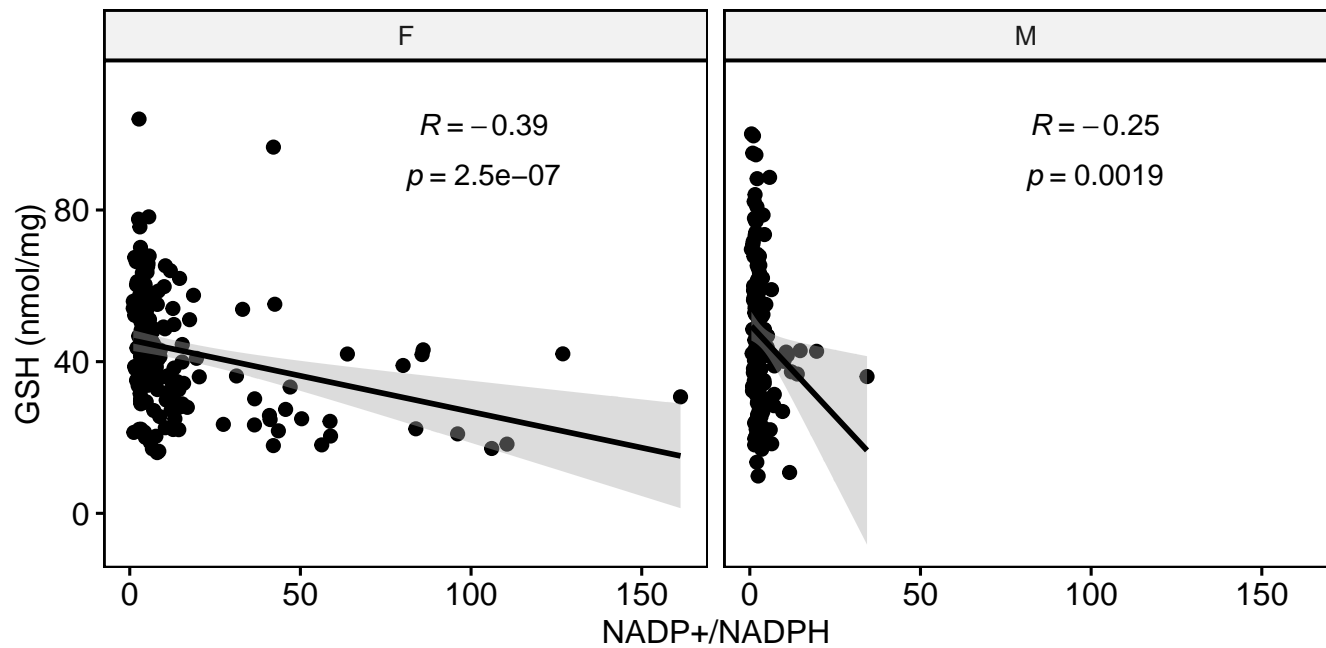 F
M
R = −0.39
p = 2.5e−07
R = −0.25
p = 0.0019
GSH (nmol/mg)
80
40
0
0 50 100 150
0 50 100 150
NADP+/NADPH